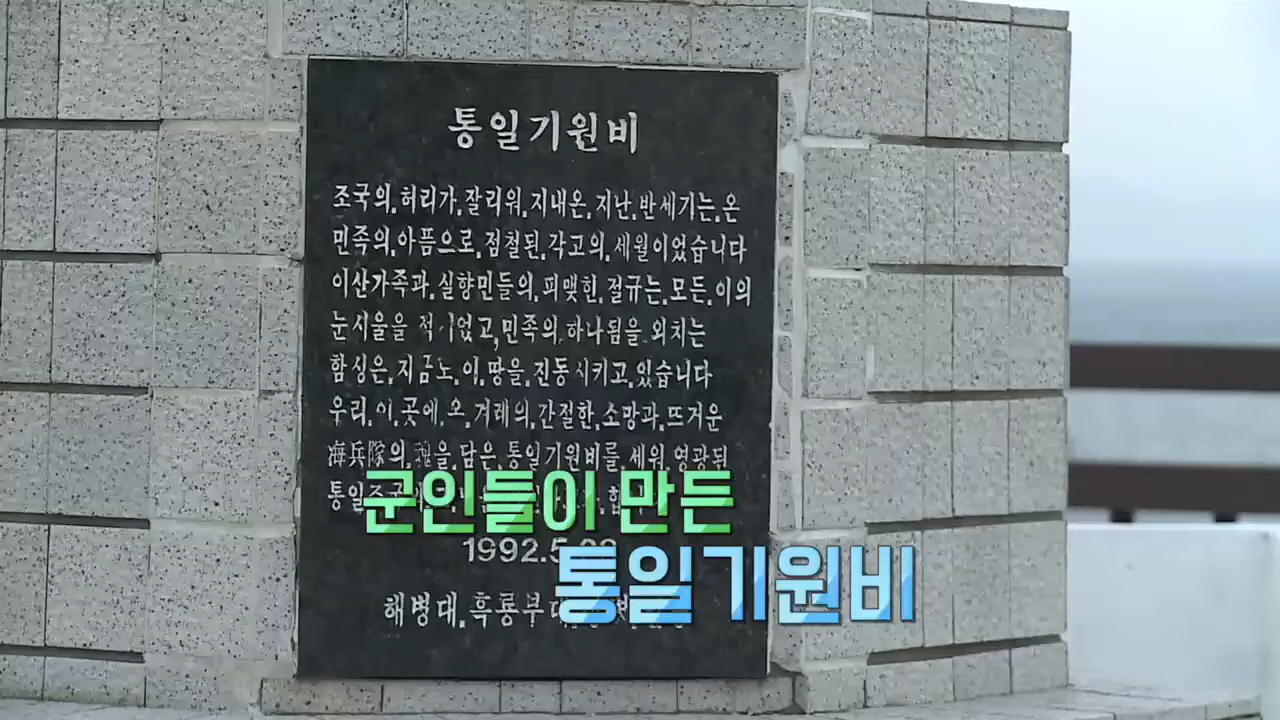 통일기원비
조국의.허리가.잘리워.지내온.지난.반세기는.온
민족의.아픔으로.점철된.각고의.세월이었습니다
이산가족과.실향민들의.피맺힌.절규는.모든.이의
눈시울을 적 었고,민족의.하나됨을.외치는
함성은.지금도.이.땅을.진동시키고.있습니다
우리.이.곳에.온.겨레의.간절한.소망과.뜨거운
海兵隊의.魂을.담은.통일기원비를.세워.영광된
통일조국
군인들이 만든
1992.5
통일기원비
해병대.흑룡부대